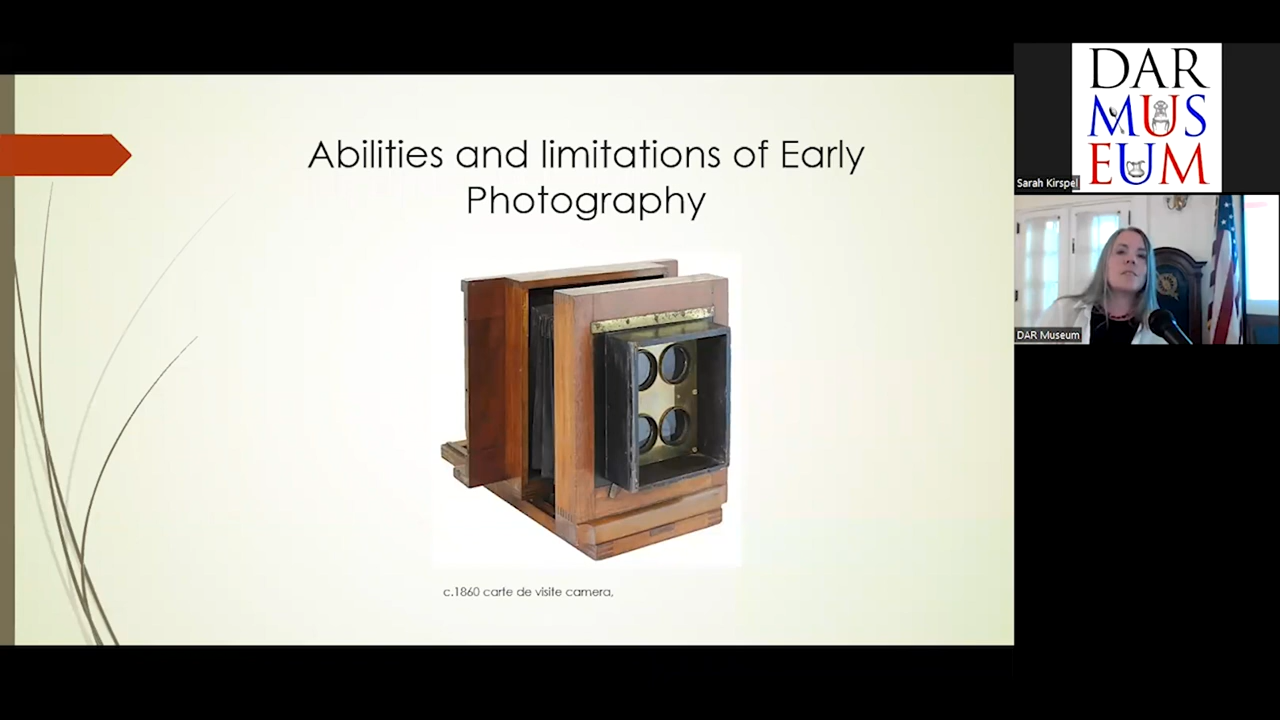 Abilities and limitations of Early
Photography
c.1860 carte de visite camera,
DAR
MUS
EUM
Sarah Kirspel
DAR Museum